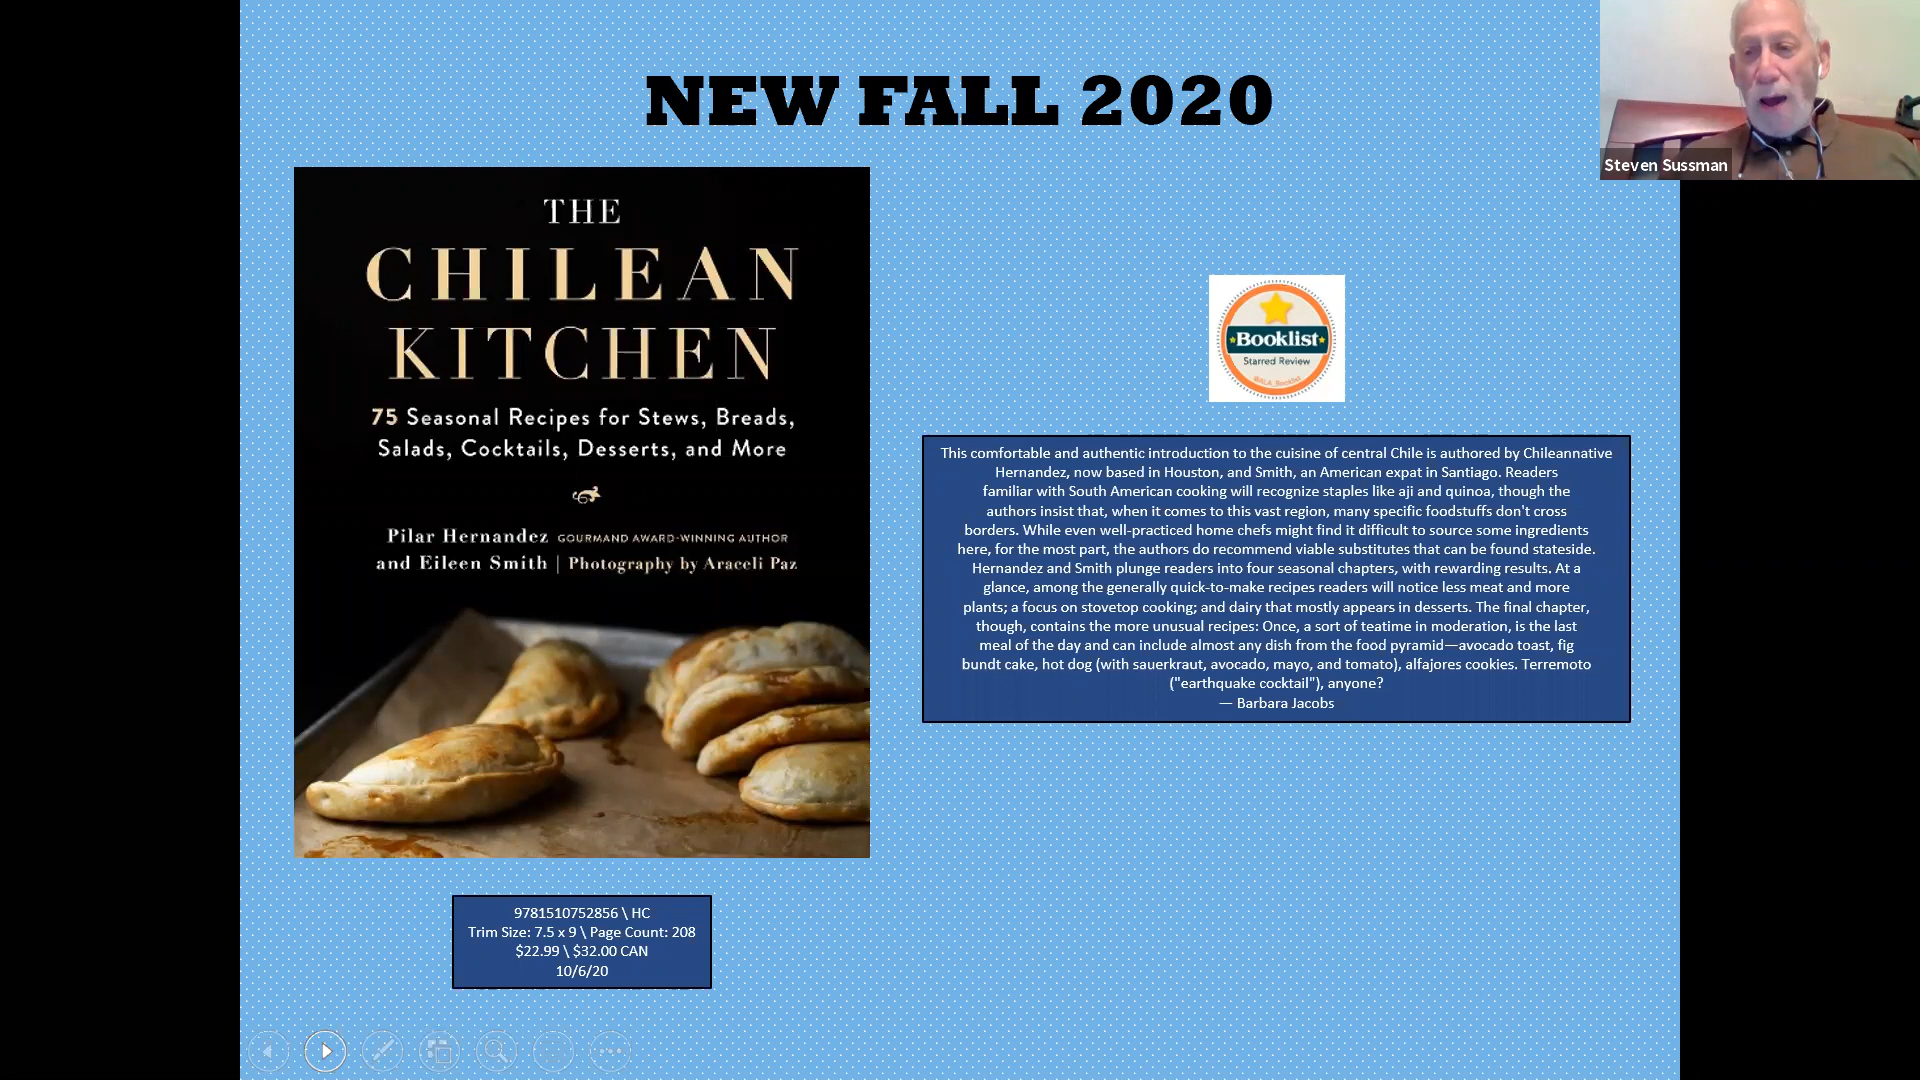 NEW FALL 2020
Steven Sussman
THE
CHILEAN
KITCHEN
75 Seasonal Recipes for Stews, Breads,
Salads, Cocktails, Desserts, and More
Pilar Hernandez GOURMAND AWARD-WINNING AUTHOR
and Eileen Smith | Photography by Araceli Paz
Booklist
Starred Review
@ALA_Booklist
This comfortable and authentic introduction to the cuisine of central Chile is authored by Chileannative
Hernandez, now based in Houston, and Smith, an American expat in Santiago. Readers
familiar with South American cooking will recognize staples like aji and quinoa, though the
authors insist that, when it comes to this vast region, many specific foodstuffs don't cross
borders. While even well-practiced home chefs might find it difficult to source some ingredients
here, for the most part, the authors do recommend viable substitutes that can be found stateside.
Hernandez and Smith plunge readers into four seasonal chapters, with rewarding results. At a
glance, among the generally quick-to-make recipes readers will notice less meat and more
plants; a focus on stovetop cooking; and dairy that mostly appears in desserts. The final chapter,
though, contains the more unusual recipes: Once, a sort of teatime in moderation, is the last
meal of the day and can include almost any dish from the food pyramid—avocado toast, fig
bundt cake, hot dog (with sauerkraut, avocado, mayo, and tomato), alfajores cookies. Terremoto
("earthquake cocktail"), anyone?
— Barbara Jacobs
9781510752856 \ HC
Trim Size: 7.5 x 9 \ Page Count: 208
$22.99 \ $32.00 CAN
10/6/20